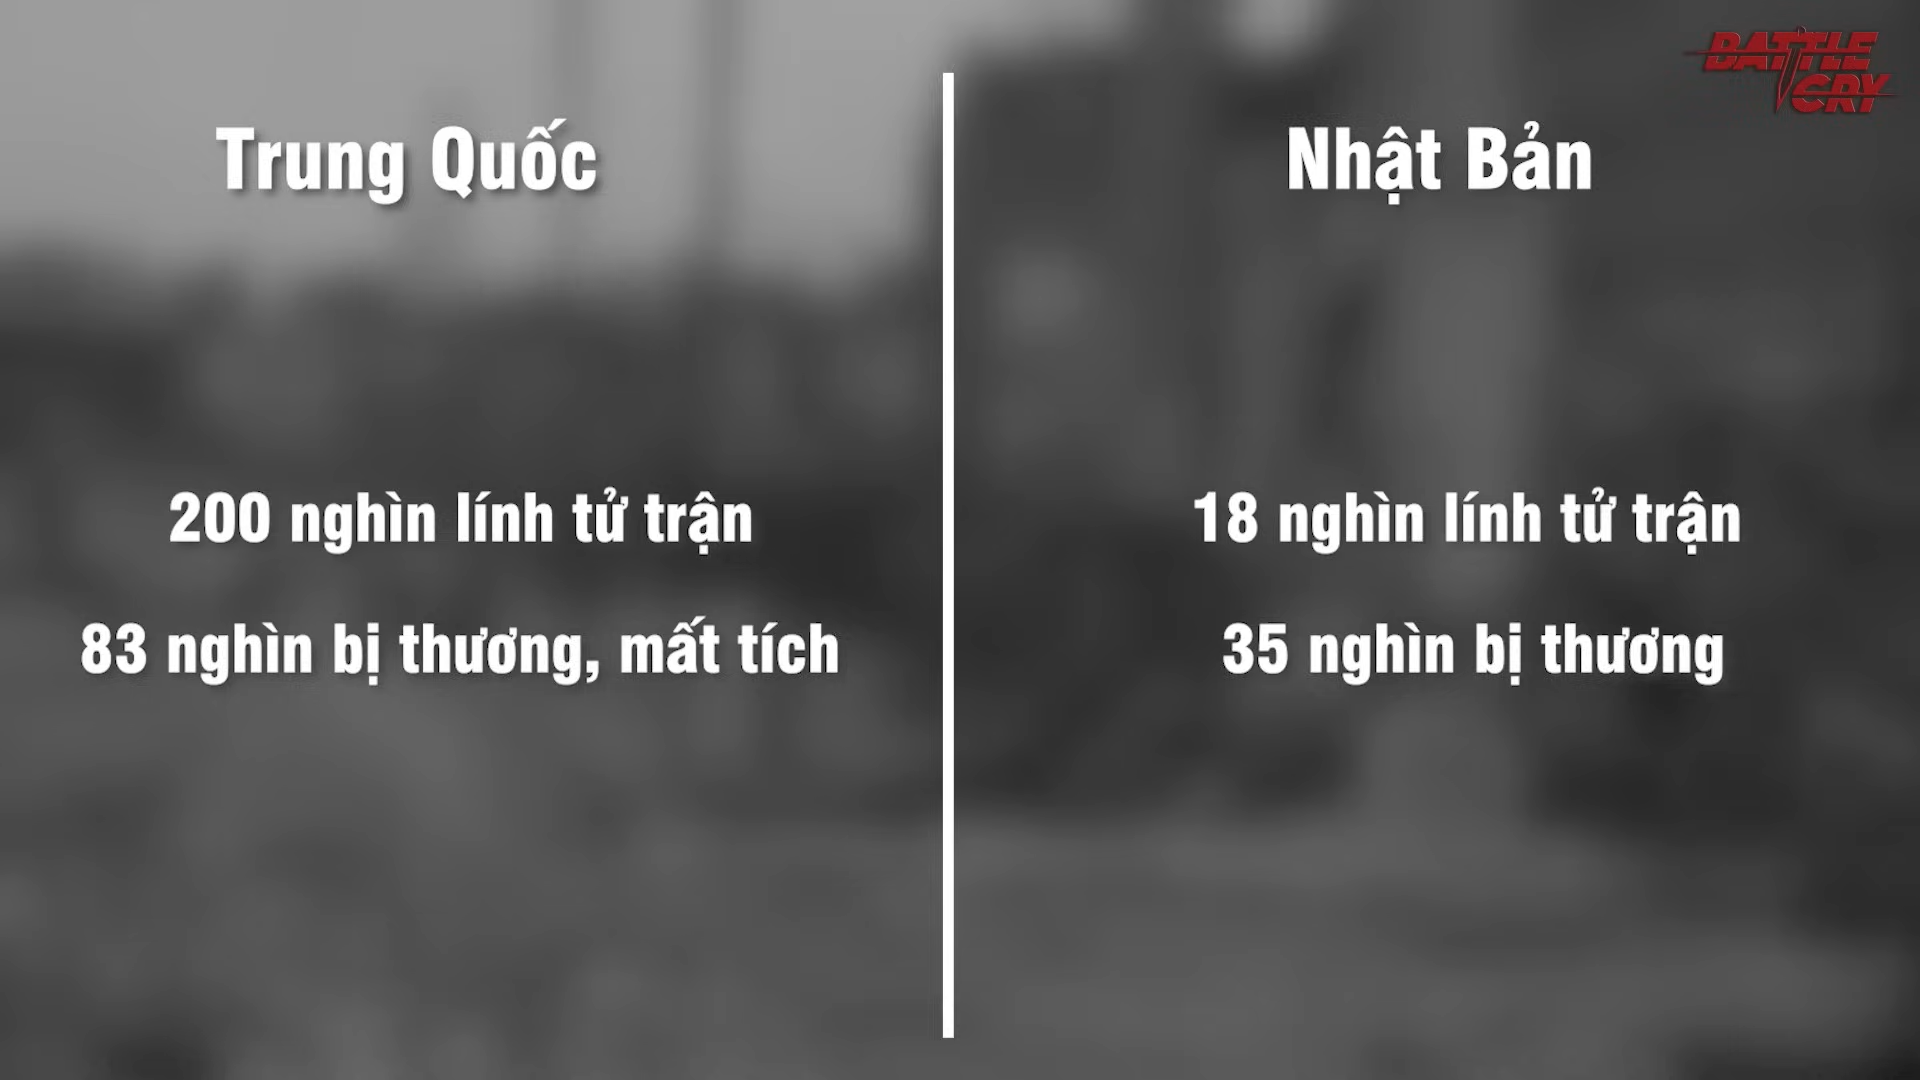 BATTLE
CRY
Trung Quốc
Nhật Bản
200 nghìn lính tử trận
83 nghìn bị thương, mất tích
18 nghìn lính tử trận
35 nghìn bị thương